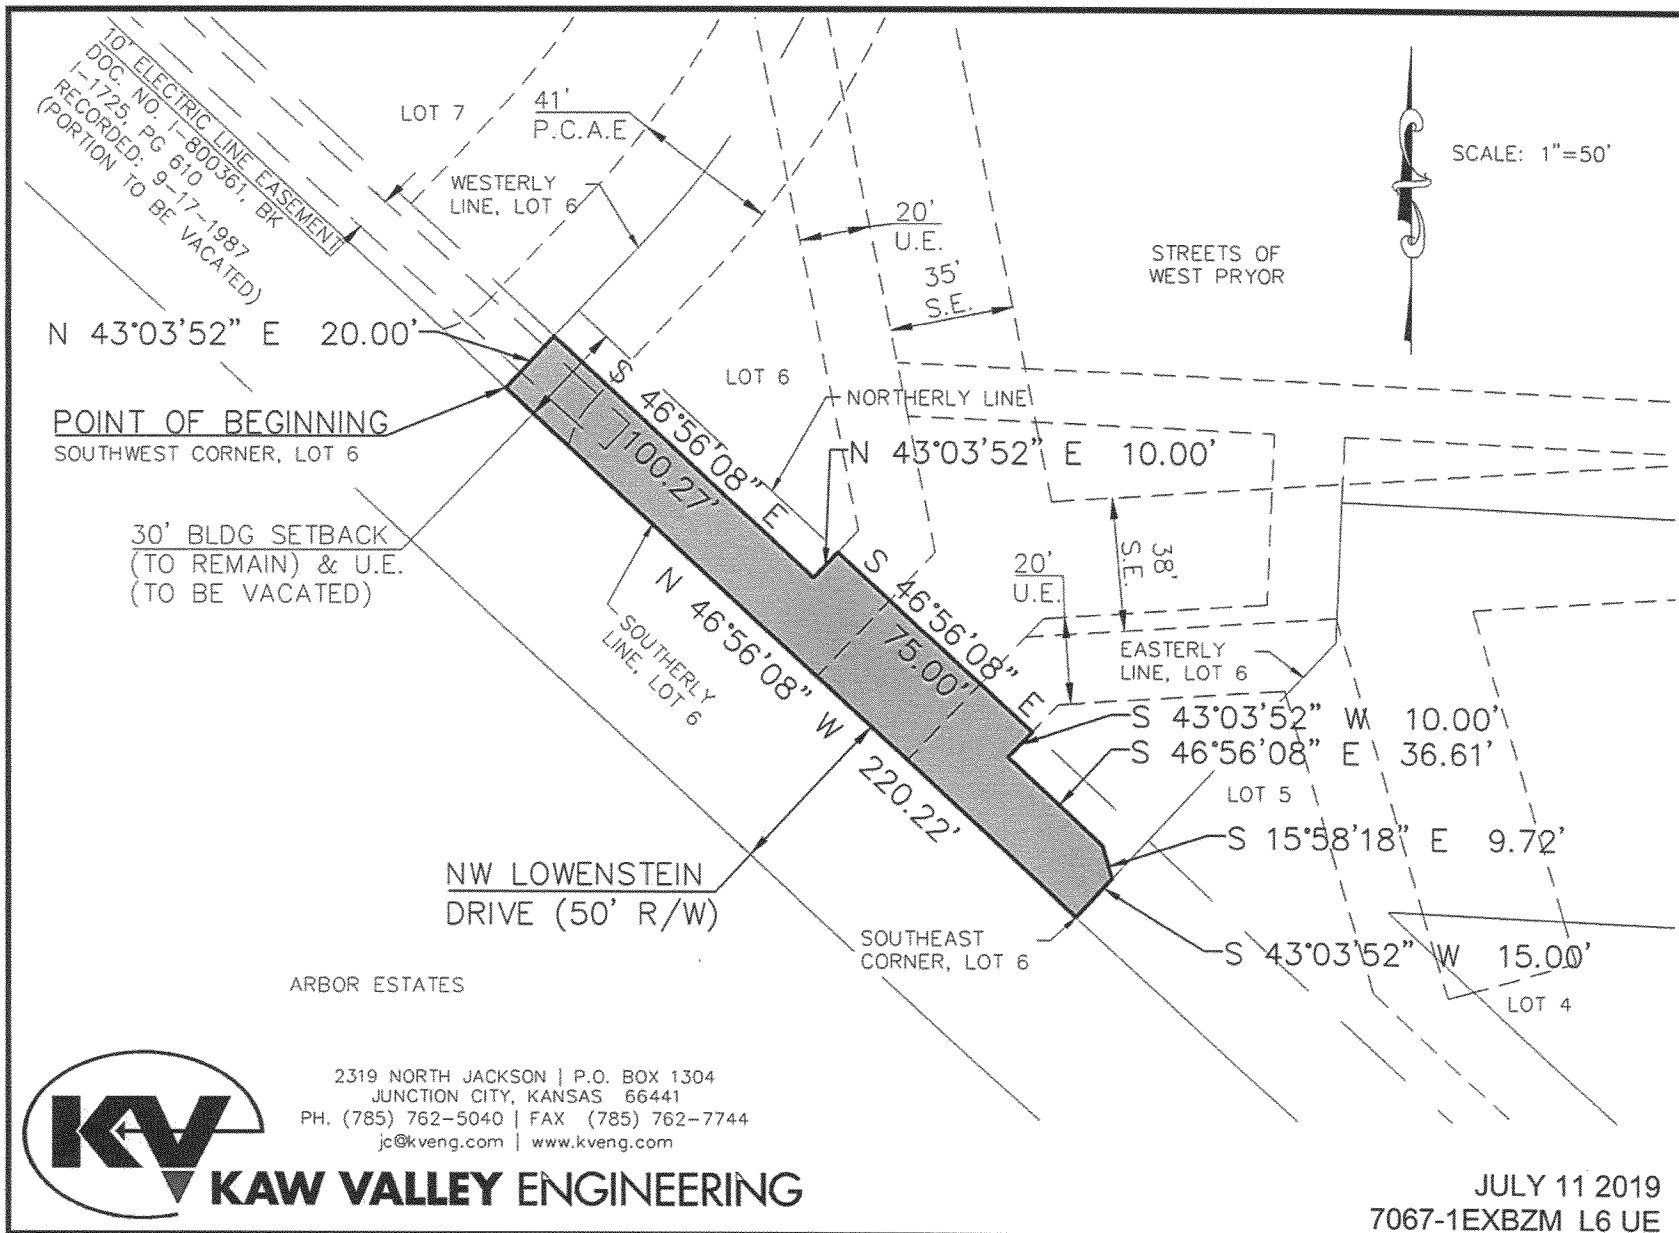 10' ELECTRIC LINE EASEMENT
DOC. NO. I-800361, BK
I-1725, PG 610
RECORDED: 9-17-1987
(PORTION TO BE VACATED)
LOT 7
41'
P.C.A.E
WESTERLY
LINE, LOT 6
20'
U.E.
35'
S.E.
STREETS OF
WEST PRYOR
SCALE: 1"=50'
N 43°03'52" E 20.00'
POINT OF BEGINNING
SOUTHWEST CORNER, LOT 6
S 46°56'08" E
100.27'
LOT 6
NORTHERLY LINE
N 43°03'52" E 10.00'
30' BLDG SETBACK
(TO REMAIN) & U.E.
(TO BE VACATED)
SOUTHERLY
LINE, LOT 6
N 46°56'08" W
220.22'
S 46°56'08" E
75.00'
20'
U.E.
38'
S.E.
EASTERLY
LINE, LOT 6
S 43°03'52" W 10.00'
S 46°56'08" E 36.61'
LOT 5
S 15°58'18" E 9.72'
S 43°03'52" W 15.00'
LOT 4
NW LOWENSTEIN
DRIVE (50' R/W)
SOUTHEAST
CORNER, LOT 6
ARBOR ESTATES
KV
2319 NORTH JACKSON | P.O. BOX 1304
JUNCTION CITY, KANSAS 66441
PH. (785) 762-5040 | FAX (785) 762-7744
jc@kveng.com | www.kveng.com
KAW VALLEY ENGINEERING
JULY 11 2019
7067-1EXBZM L6 UE